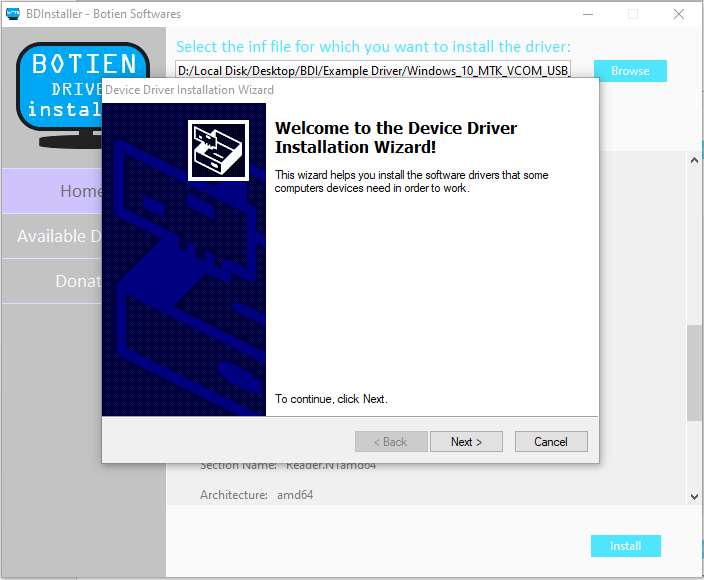 BDInstaller - Botien Softwares
BOTIEN
DRIVE
install
Select the inf file for which you want to install the driver:
D:/Local Disk/Desktop/BDI/Example Driver/Windows_10_MTK_VCOM_USB_
Browse
Home
Available D
Donat
Device Driver Installation Wizard
Welcome to the Device Driver
Installation Wizard!
This wizard helps you install the software drivers that some
computers devices need in order to work.
To continue, click Next.
< Back
Next >
Cancel
Section Name: Reader.NTamd64
Architecture: amd64
Install